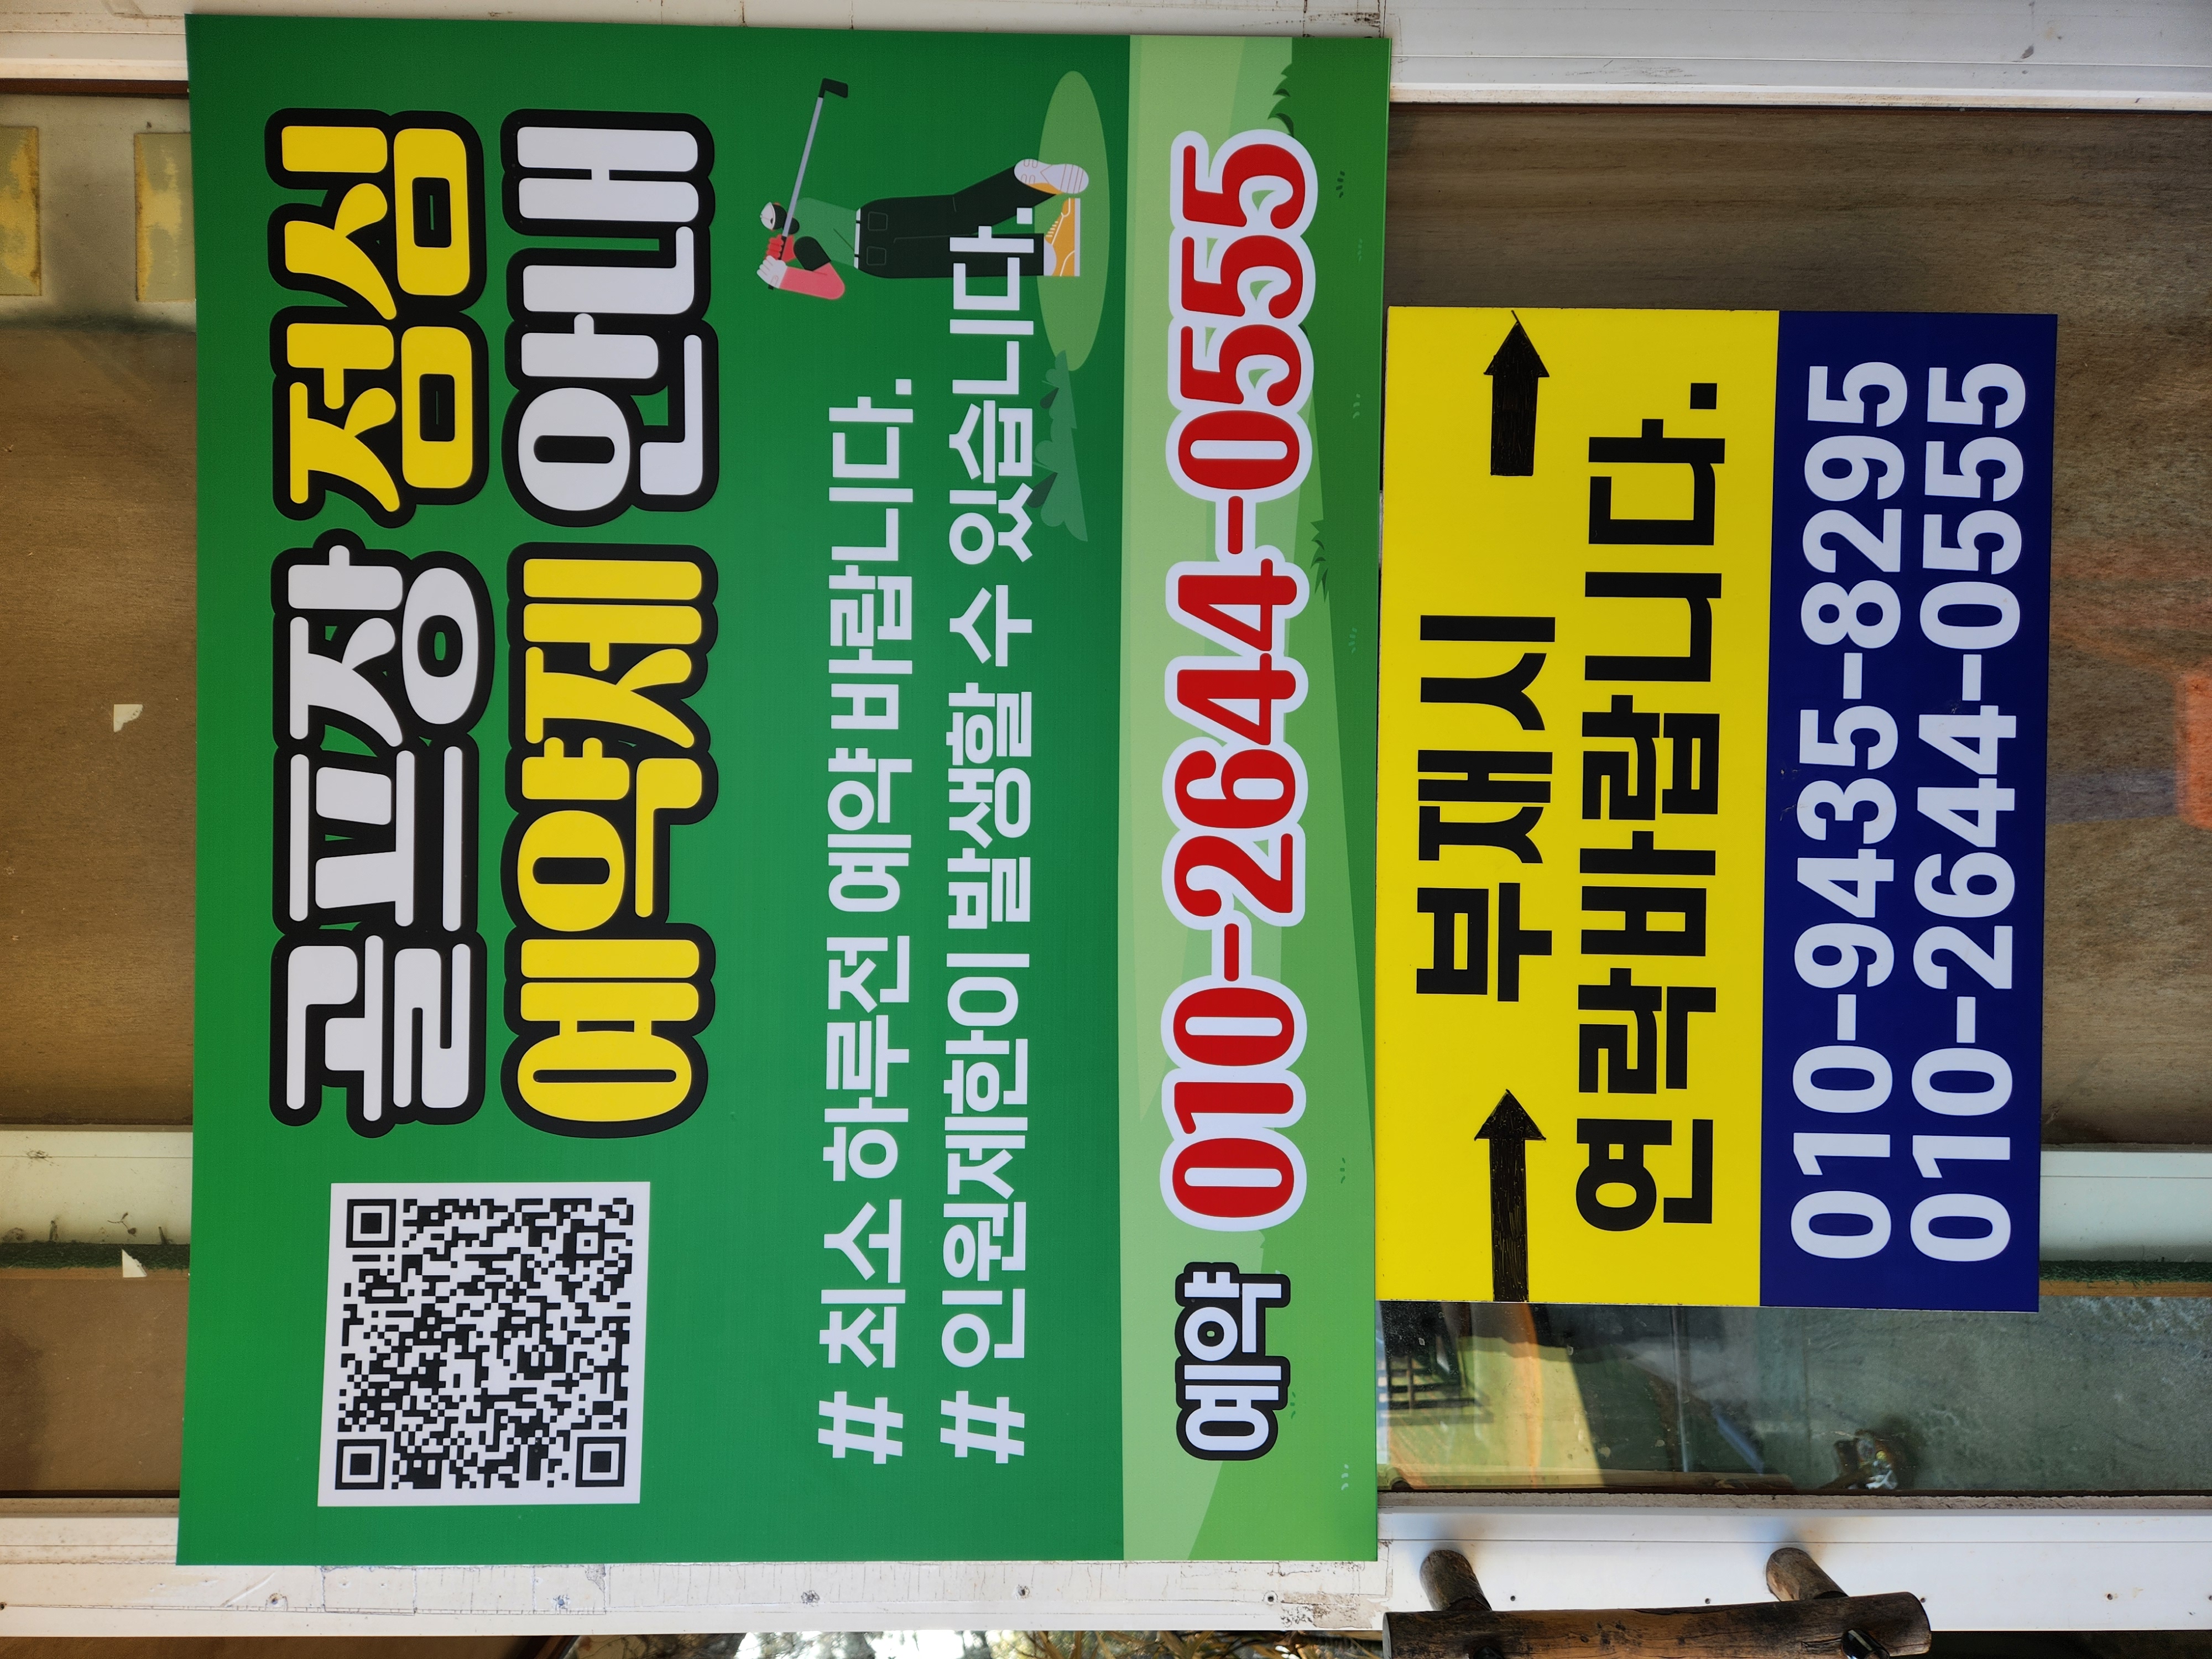 골프장 점심
예약제 안내
# 최소 하루전 예약 바랍니다.
# 인원제한이 발생할 수 있습니다.
예약 010-2644-0555
부재시
연락바랍니다.
010-9435-8295
010-2644-0555